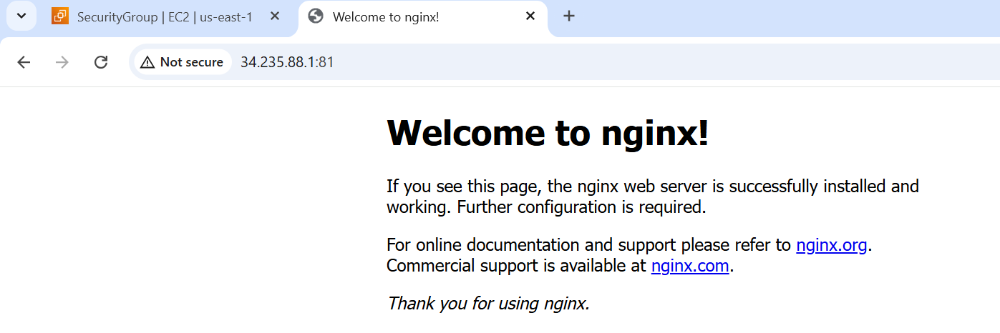 SecurityGroup | EC2 | us-east-1
Welcome to nginx!
Not secure
34.235.88.1:81
Welcome to nginx!
If you see this page, the nginx web server is successfully installed and
working. Further configuration is required.
For online documentation and support please refer to nginx.org.
Commercial support is available at nginx.com.
Thank you for using nginx.